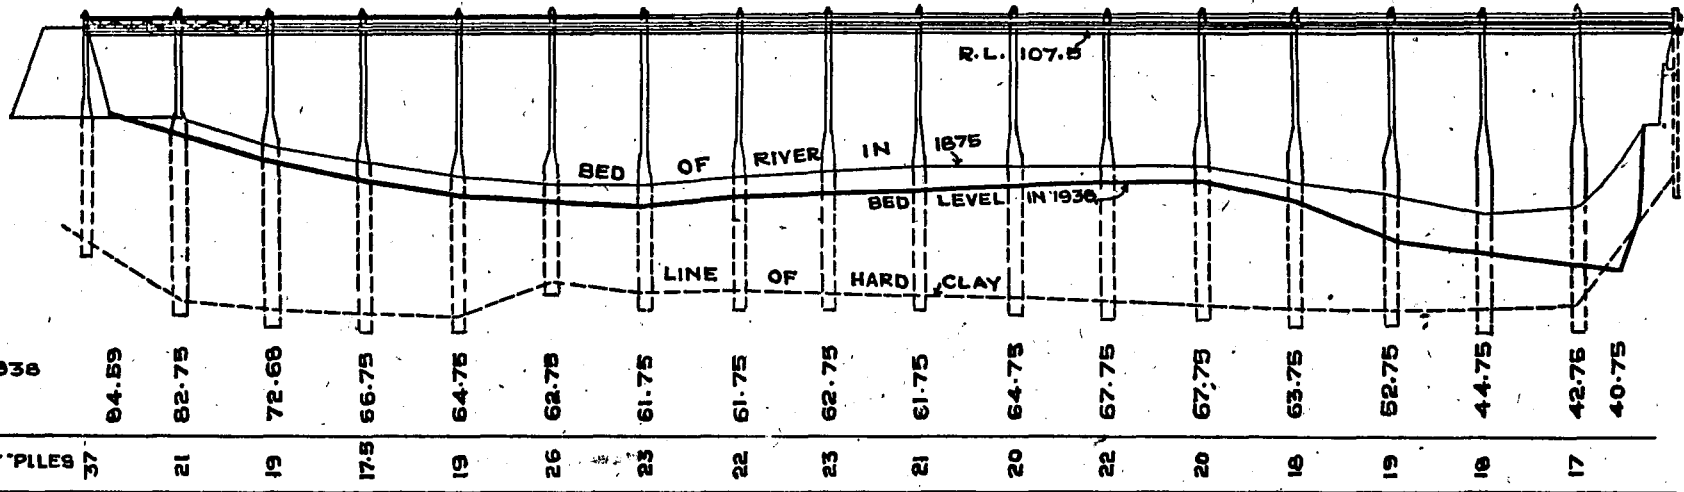 R.L. 107.5
BED OF RIVER IN 1875
BED LEVEL IN 1938
LINE OF HARD CLAY
938 84.59 82.75 72.68 66.75 64.75 62.75 61.75 61.75 62.75 61.75 64.75 67.75 67.75 63.75 52.75 44.75 42.75 40.75
PILES 37 21 19 17.5 19 26 23 22 23 21 20 22 20 18 19 18 17